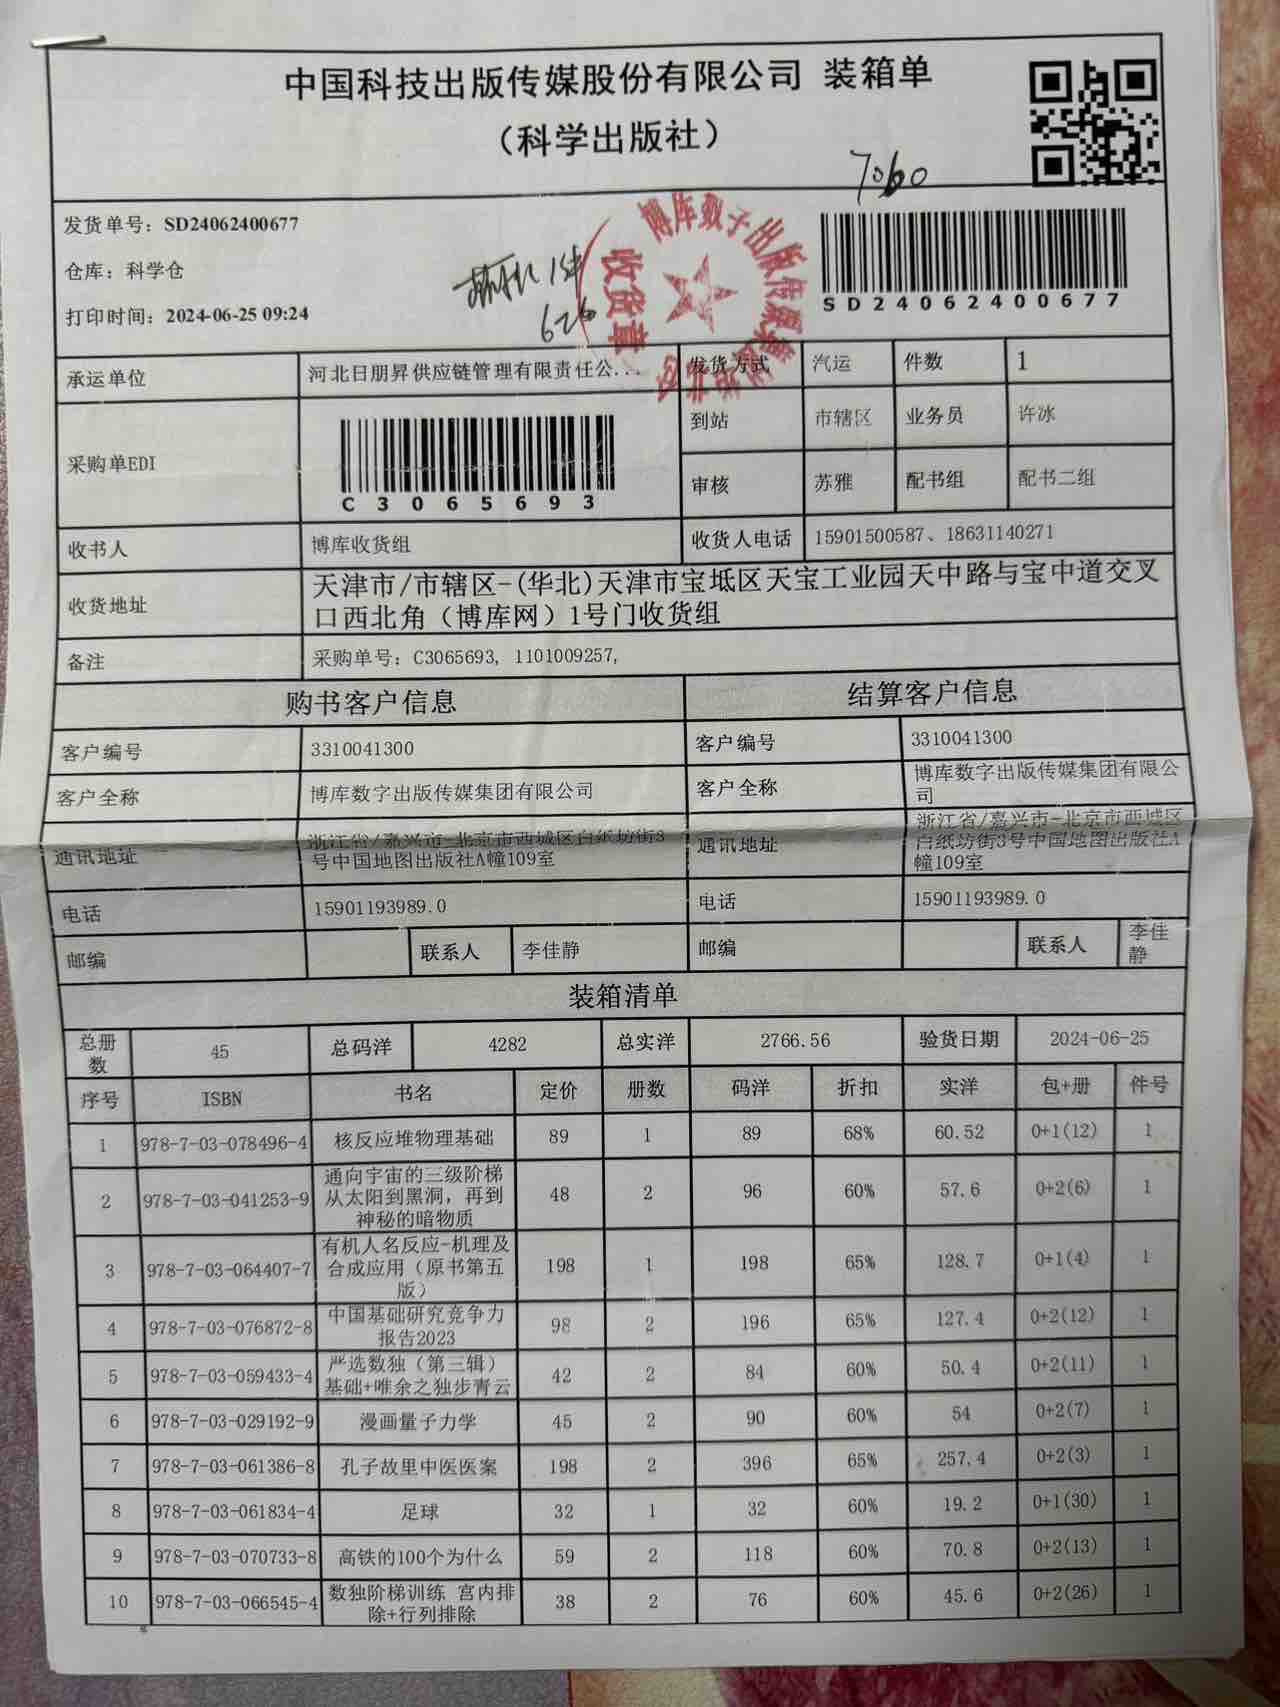 中国科技出版传媒股份有限公司 装箱单
（科学出版社）
7060
发货单号：SD24062400677
仓库：科学仓
打印时间：2024-06-25 09:24
626
收货章
SD24062400677
承运单位 河北日朋昇供应链管理有限责任公... 发货方式 汽运 件数 1
采购单EDI C3065693 到站 市辖区 业务员 许冰
审核 苏雅 配书组 配书二组
收书人 博库收货组 收货人电话 15901500587、18631140271
收货地址 天津市/市辖区-(华北)天津市宝坻区天宝工业园天中路与宝中道交叉
口西北角（博库网）1号门收货组
备注 采购单号：C3065693, 1101009257,
购书客户信息 结算客户信息
客户编号 3310041300 客户编号 3310041300
客户全称 博库数字出版传媒集团有限公司 客户全称 博库数字出版传媒集团有限公
司
通讯地址 浙江省/嘉兴市-北京市西城区白纸坊街3
号中国地图出版社A幢109室
通讯地址 浙江省/嘉兴市-北京市西城区
白纸坊街3号中国地图出版社A
幢109室
电话 15901193989.0 电话 15901193989.0
邮编 联系人 李佳静 邮编 联系人 李佳
静
装箱清单
总册
数 45 总码洋 4282 总实洋 2766.56 验货日期 2024-06-25
序号 ISBN 书名 定价 册数 码洋 折扣 实洋 包+册 件号
1 978-7-03-078496-4 核反应堆物理基础 89 1 89 68% 60.52 0+1(12) 1
2 978-7-03-041253-9 通向宇宙的三级阶梯
从太阳到黑洞，再到
神秘的暗物质 48 2 96 60% 57.6 0+2(6) 1
3 978-7-03-064407-7 有机人名反应-机理及
合成应用（原书第五
版） 198 1 198 65% 128.7 0+1(4) 1
4 978-7-03-076872-8 中国基础研究竞争力
报告2023 98 2 196 65% 127.4 0+2(12) 1
5 978-7-03-059433-4 严选数独（第三辑）
基础+唯余之独步青云 42 2 84 60% 50.4 0+2(11) 1
6 978-7-03-029192-9 漫画量子力学 45 2 90 60% 54 0+2(7) 1
7 978-7-03-061386-8 孔子故里中医医案 198 2 396 65% 257.4 0+2(3) 1
8 978-7-03-061834-4 足球 32 1 32 60% 19.2 0+1(30) 1
9 978-7-03-070733-8 高铁的100个为什么 59 2 118 60% 70.8 0+2(13) 1
10 978-7-03-066545-4 数独阶梯训练 宫内排
除+行列排除 38 2 76 60% 45.6 0+2(26) 1